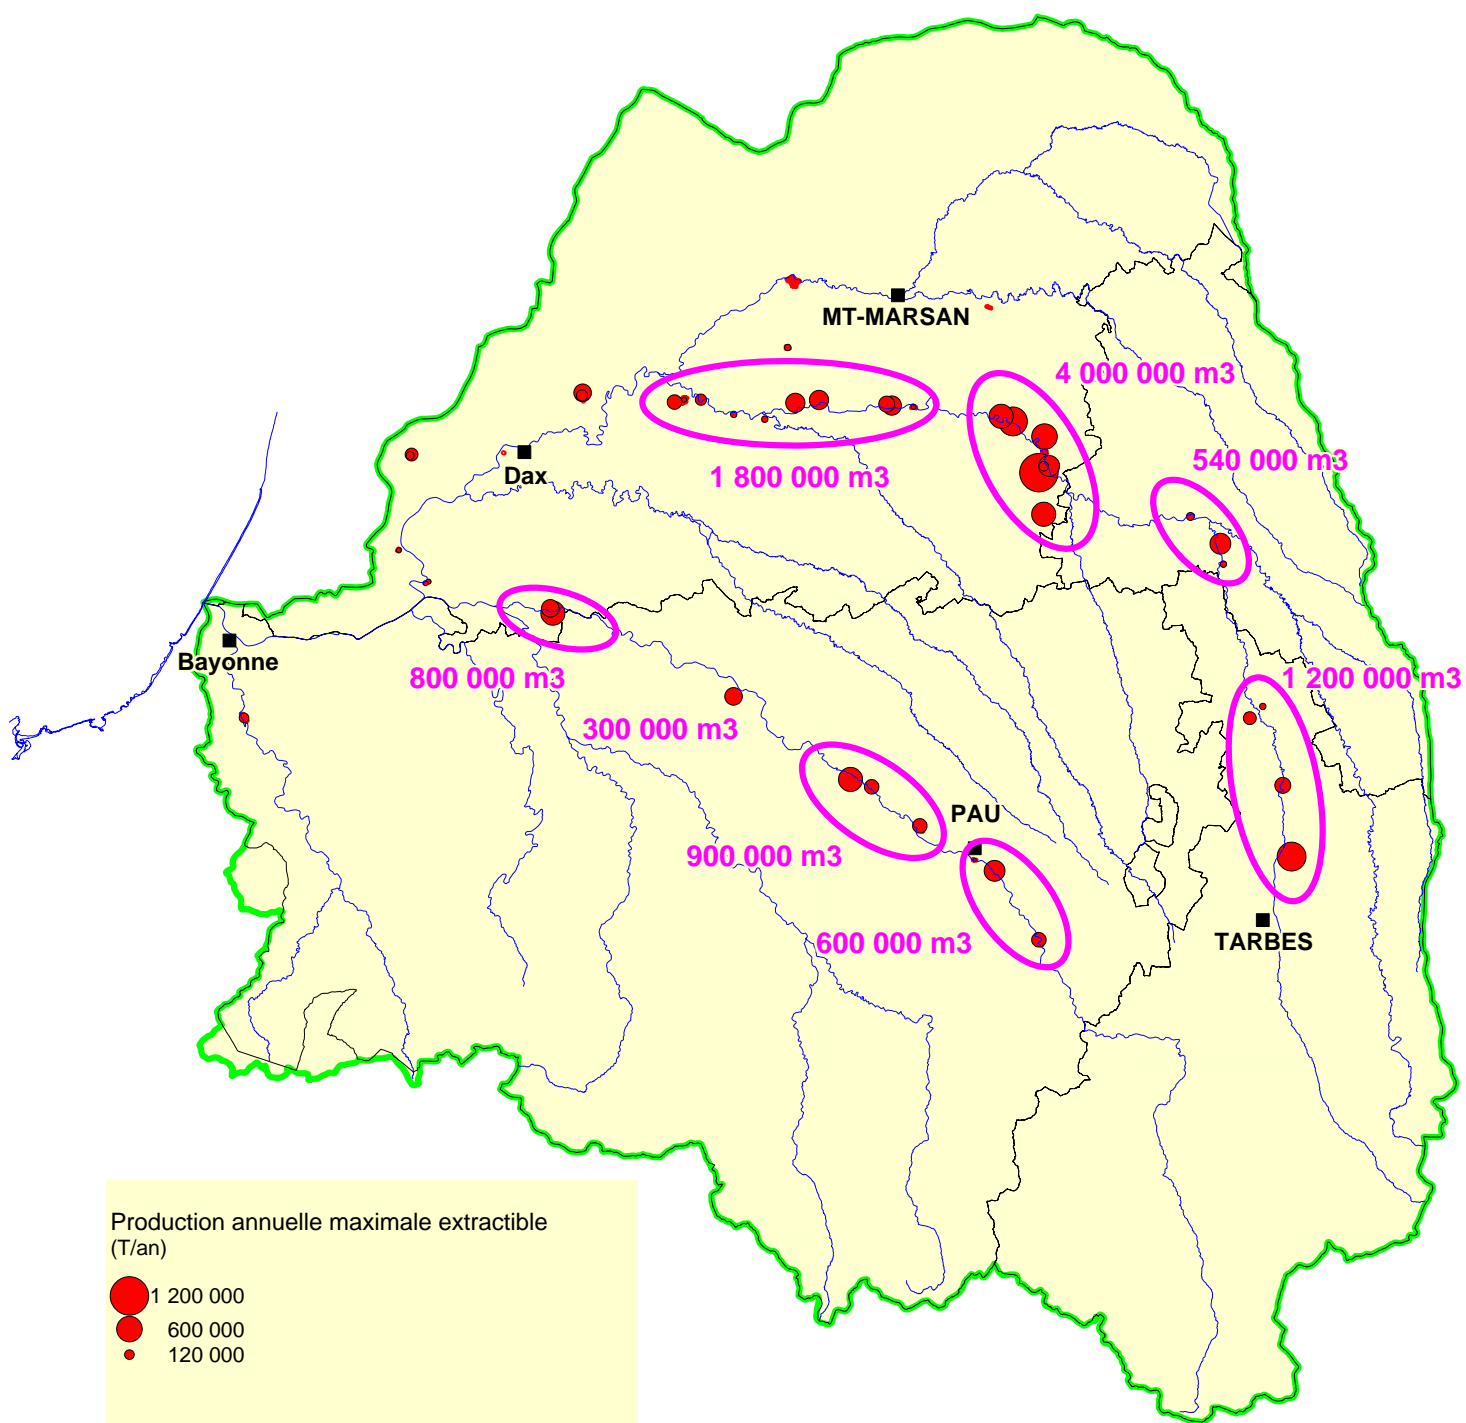 MT-MARSAN
4 000 000 m3
540 000 m3
1 800 000 m3
Dax
Bayonne
800 000 m3
1 200 000 m3
300 000 m3
PAU
900 000 m3
600 000 m3
TARBES
Production annuelle maximale extractible
(T/an)
1 200 000
600 000
120 000